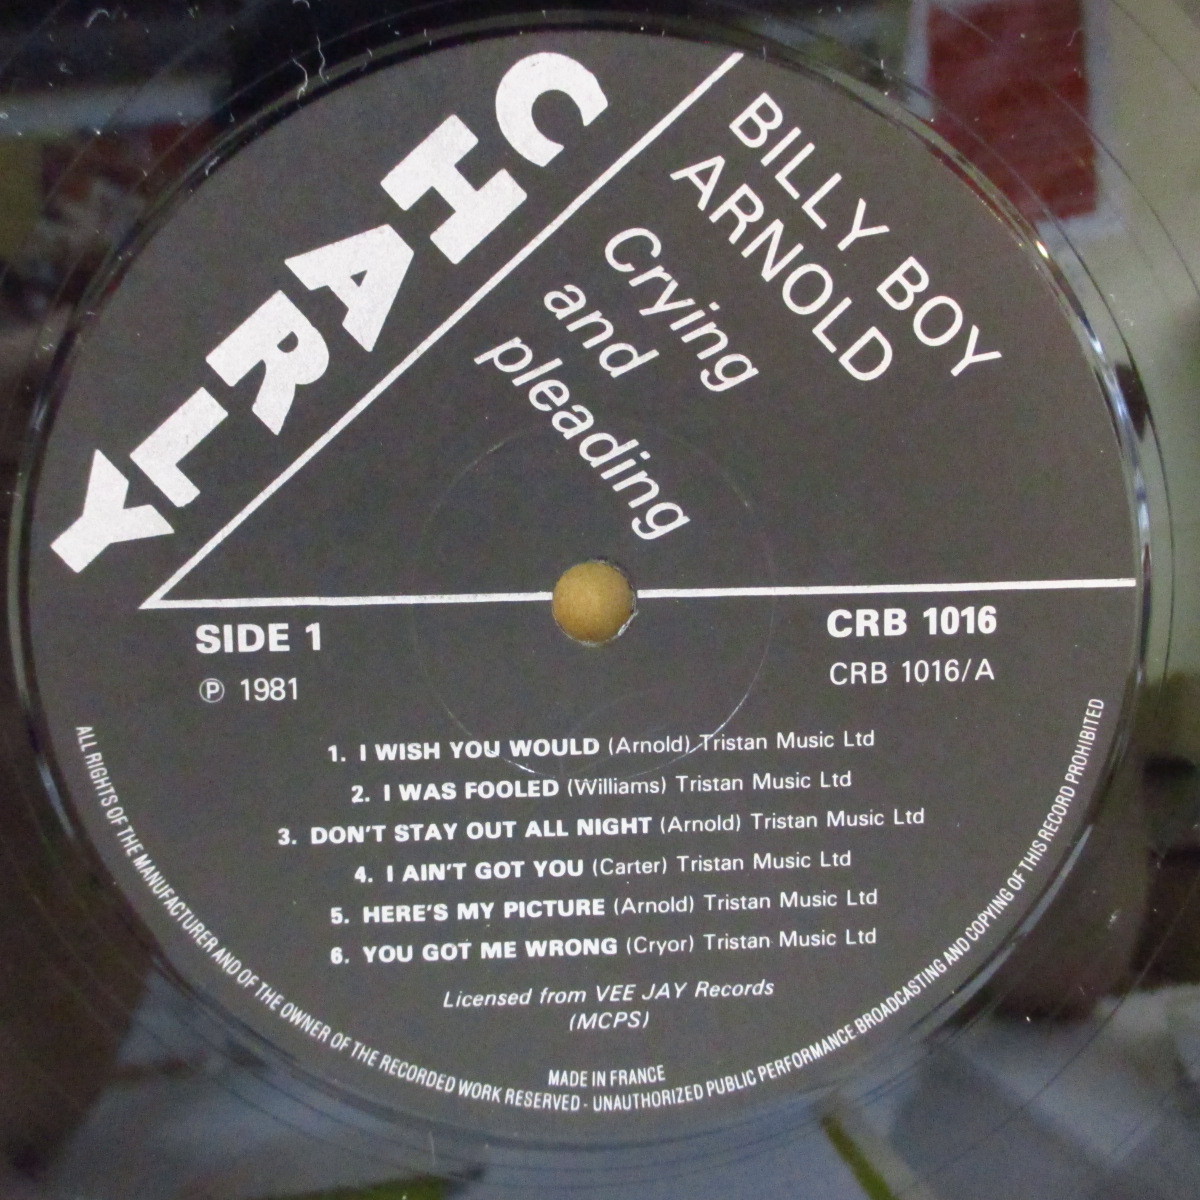 CHARLY
BILLY BOY
ARNOLD
Crying
and
pleading
SIDE 1
CRB 1016
Ⓟ 1981
CRB 1016/A
1. I WISH YOU WOULD (Arnold) Tristan Music Ltd
2. I WAS FOOLED (Williams) Tristan Music Ltd
3. DON'T STAY OUT ALL NIGHT (Arnold) Tristan Music Ltd
4. I AIN'T GOT YOU (Carter) Tristan Music Ltd
5. HERE'S MY PICTURE (Arnold) Tristan Music Ltd
6. YOU GOT ME WRONG (Cryor) Tristan Music Ltd
Licensed from VEE JAY Records
(MCPS)
MADE IN FRANCE
ALL RIGHTS OF THE MANUFACTURER AND OF THE OWNER OF THE RECORDED WORK RESERVED - UNAUTHORIZED PUBLIC PERFORMANCE BROADCASTING AND COPYING OF THIS RECORD PROHIBITED